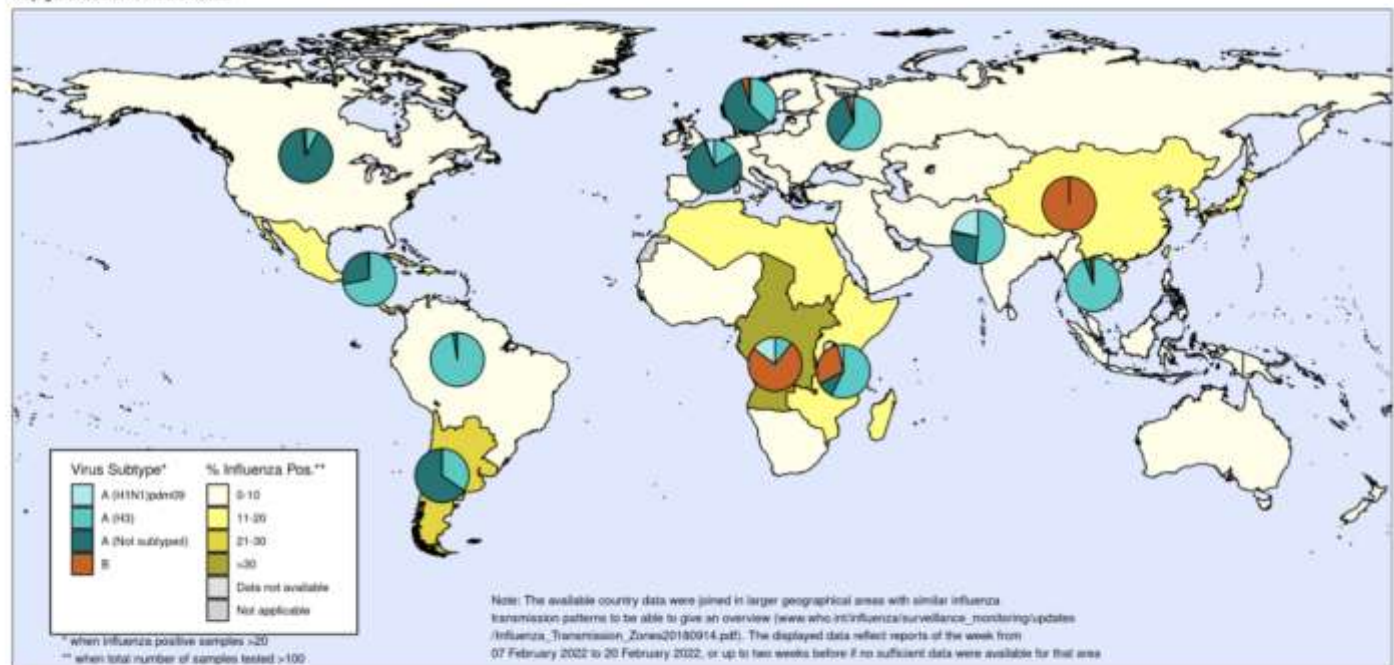 Virus Subtype*
A (H1N1)pdm09
A (H3)
A (Not subtyped)
B
% Influenza Pos.**
0-10
11-20
21-30
>30
Data not available
Not applicable
* when influenza positive samples >20
** when total number of samples tested >100
Note: The available country data were joined in larger geographical areas with similar influenza
transmission patterns to be able to give an overview (www.who.int/influenza/surveillance_monitoring/updates
/Influenza_Transmission_Zones20180914.pdf). The displayed data reflect reports of the week from
07 February 2022 to 20 February 2022, or up to two weeks before if no sufficient data were available for that area